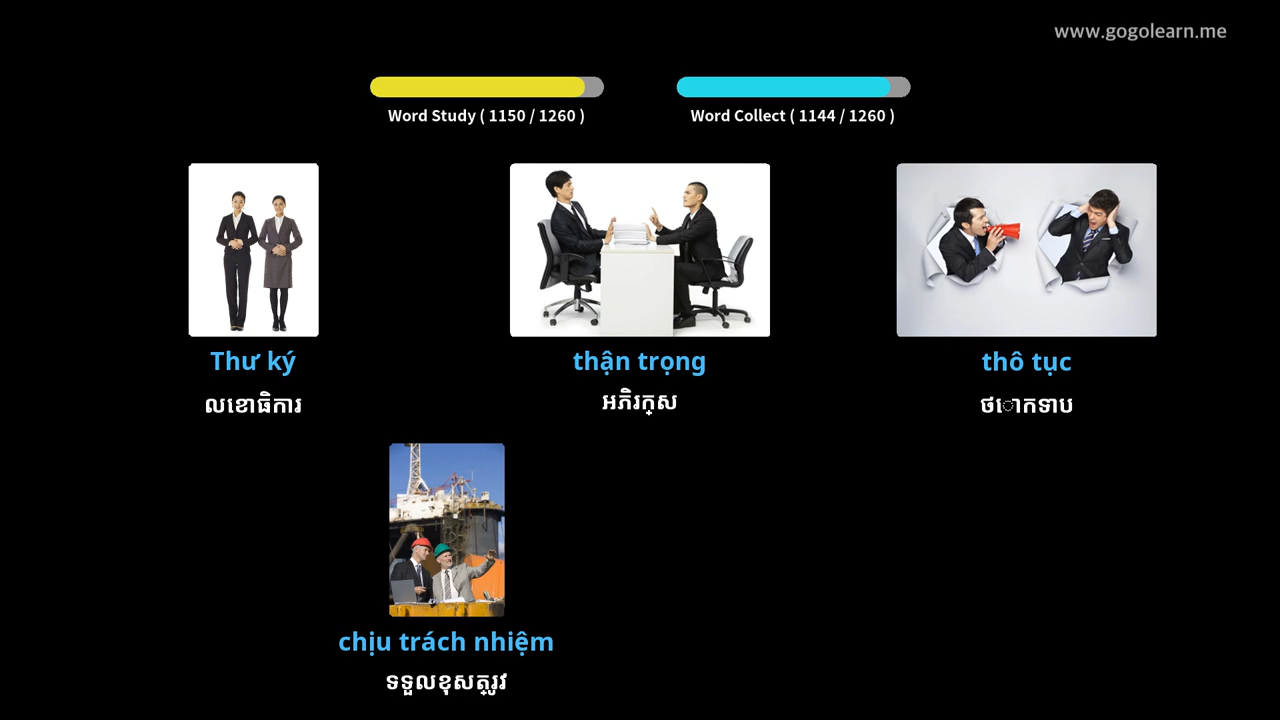 www.gogolearn.me
Word Study ( 1150 / 1260 )
Word Collect ( 1144 / 1260 )
Thư ký
លេខោធិការ
thận trọng
អភិរក្ស
thô tục
ថោកទាប
chịu trách nhiệm
ទទួលខុសត្រូវ